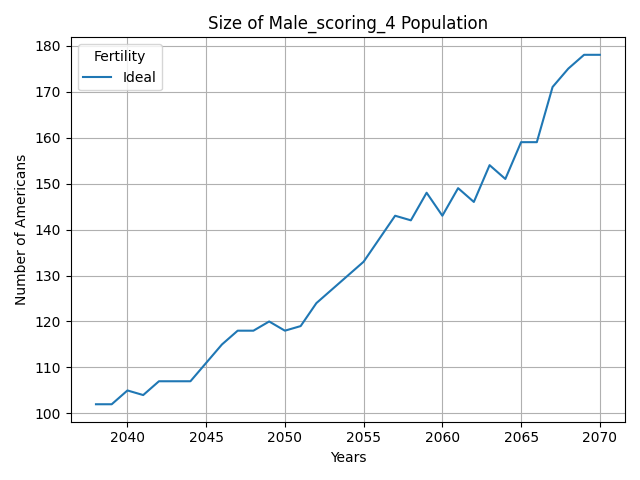 Size of Male_scoring_4 Population
Fertility
Ideal
Number of Americans
180
170
160
150
140
130
120
110
100
2040 2045 2050 2055 2060 2065 2070
Years